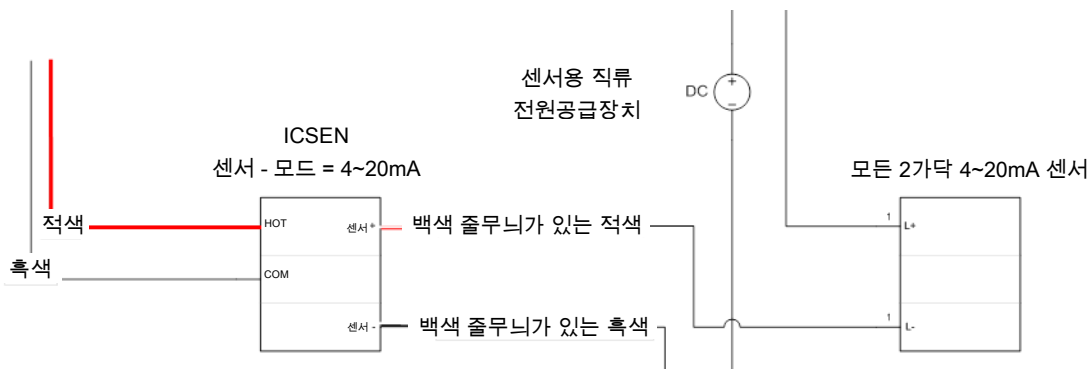 센서용 직류
전원공급장치
DC
+
−
ICSEN
센서 - 모드 = 4~20mA
모든 2가닥 4~20mA 센서
적색
HOT
센서 +
백색 줄무늬가 있는 적색
1
L+
흑색
COM
센서 -
백색 줄무늬가 있는 흑색
1
L-